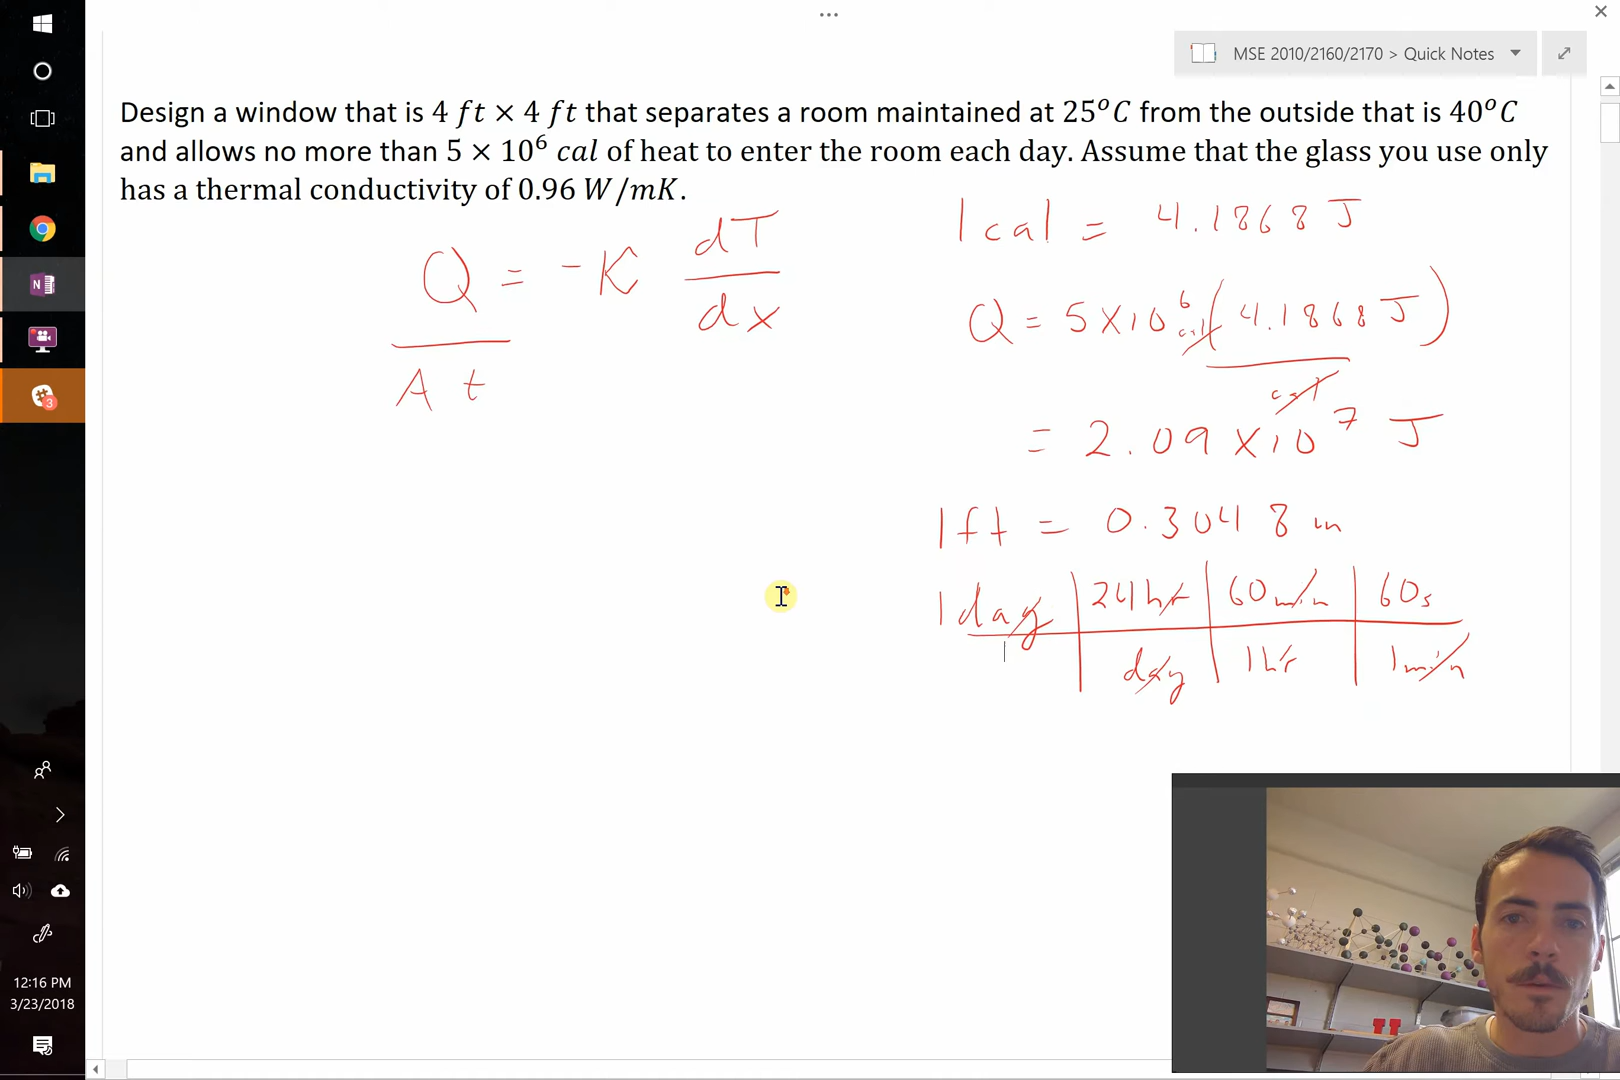 MSE 2010/2160/2170 > Quick Notes
Design a window that is 4 ft × 4 ft that separates a room maintained at 25°C from the outside that is 40°C
and allows no more than 5 × 10⁶ cal of heat to enter the room each day. Assume that the glass you use only
has a thermal conductivity of 0.96 W/mK.
1 cal = 4.1868 J
Q / A t = -K dT / dx
Q = 5 x 10⁶ cal (4.1868 J / cal)
= 2.09 x 10⁷ J
1 ft = 0.3048 m
1 day | 24 hr | 60 min | 60 s
1 | day | 1 hr | 1 min
3
12:16 PM
3/23/2018